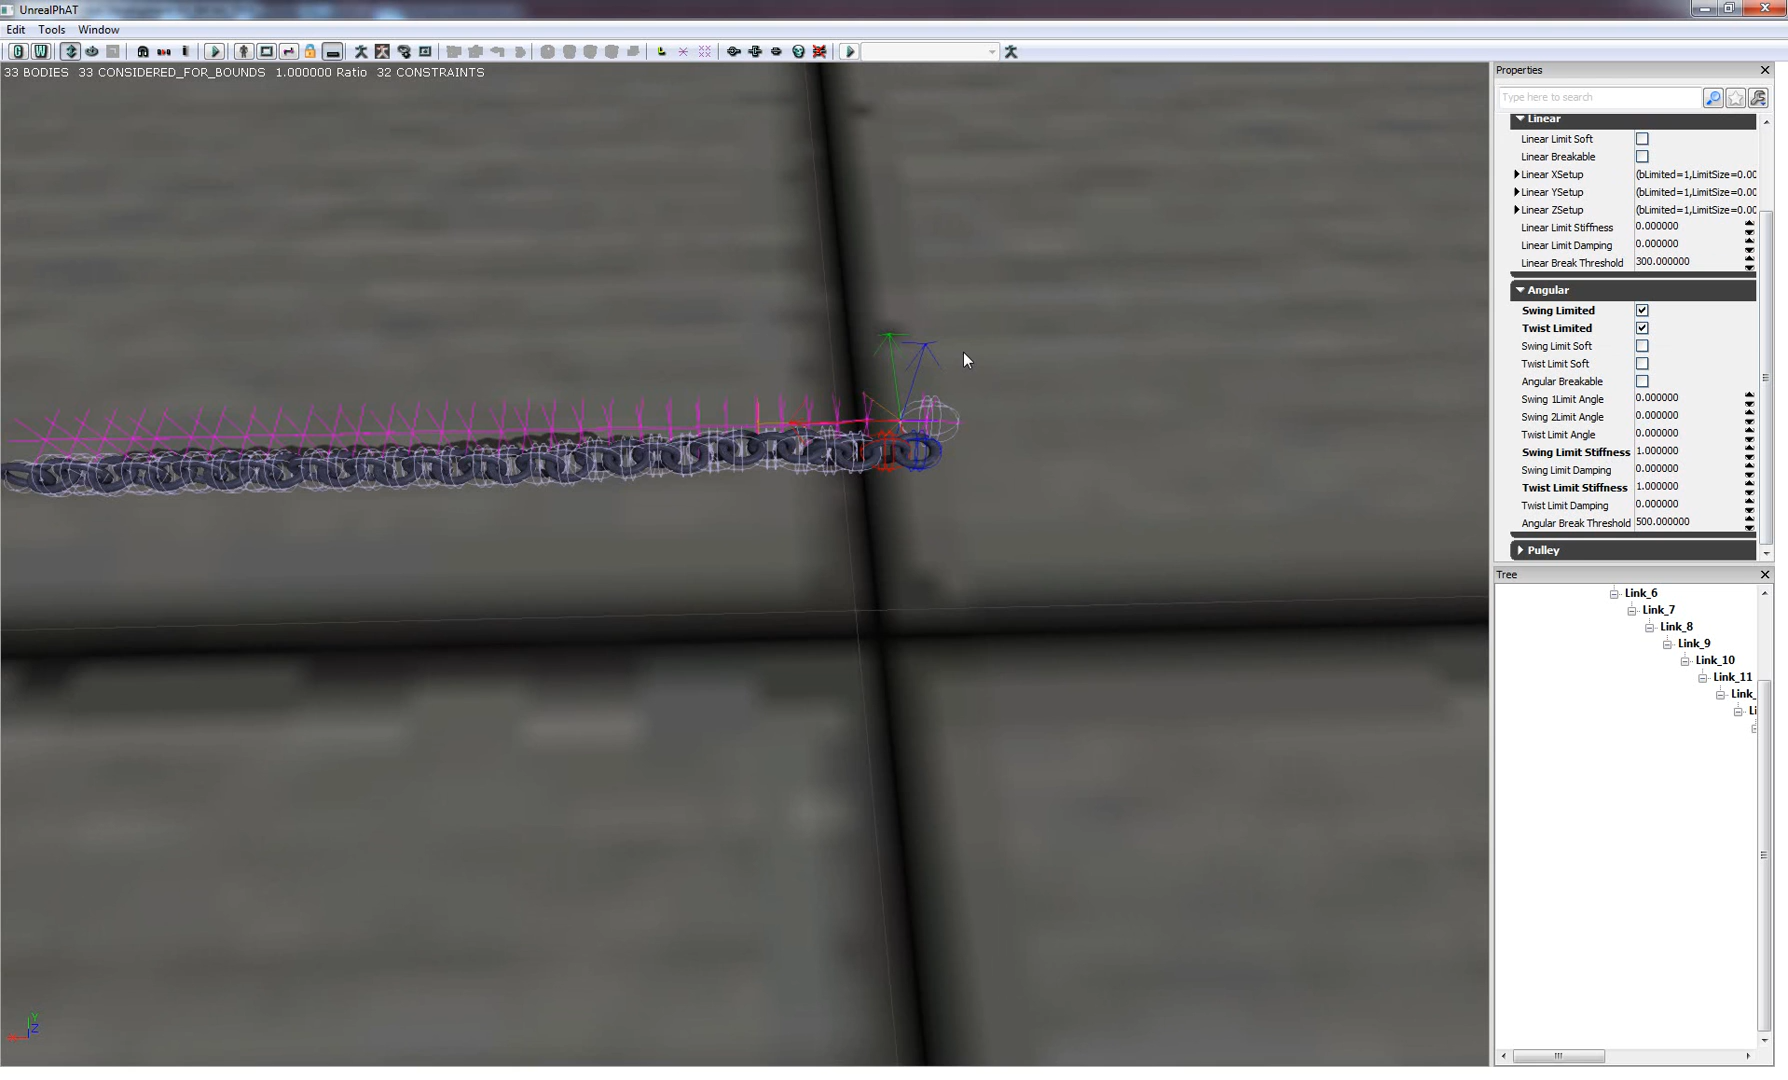 UnrealPhAT
Edit Tools Window
33 BODIES 33 CONSIDERED_FOR_BOUNDS 1.000000 Ratio 32 CONSTRAINTS
Properties
Type here to search
Linear
Linear Limit Soft
Linear Breakable
Linear XSetup (bLimited=1,LimitSize=0.00
Linear YSetup (bLimited=1,LimitSize=0.00
Linear ZSetup (bLimited=1,LimitSize=0.00
Linear Limit Stiffness 0.000000
Linear Limit Damping 0.000000
Linear Break Threshold 300.000000
Angular
Swing Limited
Twist Limited
Swing Limit Soft
Twist Limit Soft
Angular Breakable
Swing 1Limit Angle 0.000000
Swing 2Limit Angle 0.000000
Twist Limit Angle 0.000000
Swing Limit Stiffness 1.000000
Swing Limit Damping 0.000000
Twist Limit Stiffness 1.000000
Twist Limit Damping 0.000000
Angular Break Threshold 500.000000
Pulley
Tree
Link_6
Link_7
Link_8
Link_9
Link_10
Link_11
Link_
Li
Y
Z